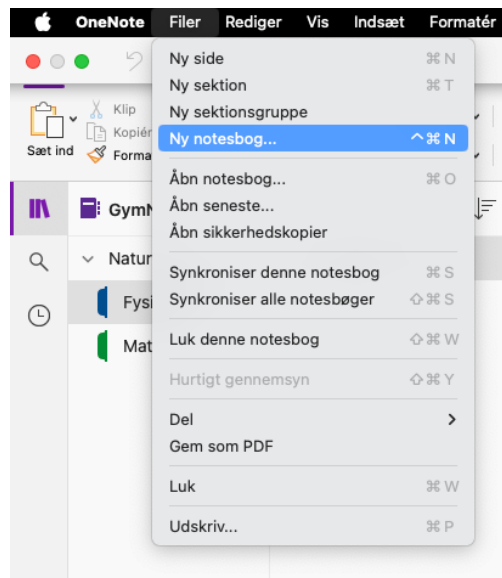 OneNote Filer Rediger Vis Indsæt Formatér
Ny side ⌘ N
Ny sektion ⌘ T
Ny sektionsgruppe
Ny notesbog... ^⌘ N
Åbn notesbog... ⌘ O
Åbn seneste...
Åbn sikkerhedskopier
Synkroniser denne notesbog ⌘ S
Synkroniser alle notesbøger ⇧⌘ S
Luk denne notesbog ⇧⌘ W
Hurtigt gennemsyn ⇧⌘ Y
Del
Gem som PDF
Luk ⌘ W
Udskriv... ⌘ P
Sæt ind
Klip
Kopiér
Forma
Gym
Natur
Fysi
Mat